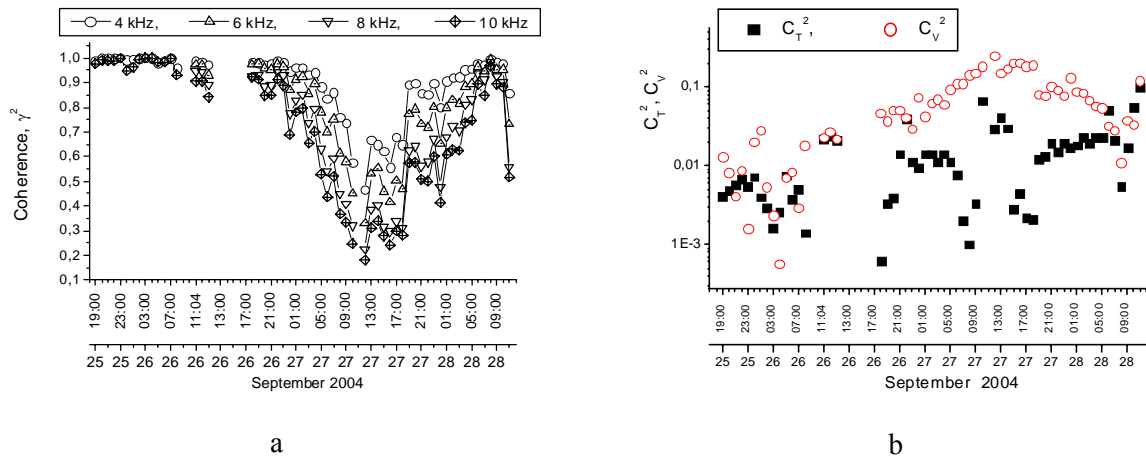 4 kHz, 6 kHz, 8 kHz, 10 kHz
Coherence, γ²
1,0
0,9
0,8
0,7
0,6
0,5
0,4
0,3
0,2
0,1
19:00 23:00 03:00 07:00 11:04 17:00 21:00 01:00 05:00 09:00 13:00 17:00 21:00 01:00 05:00 09:00
25 25 26 26 26 26 26 27 27 27 27 27 27 28 28 28
September 2004
a
C_T², C_V²
C_T², C_V²
0,1
0,01
1E-3
19:00 23:00 03:00 07:00 11:04 13:00 17:00 21:00 01:00 05:00 09:00 13:00 17:00 21:00 01:00 05:00 09:00
25 25 26 26 26 26 26 26 27 27 27 27 27 27 28 28 28
September 2004
b